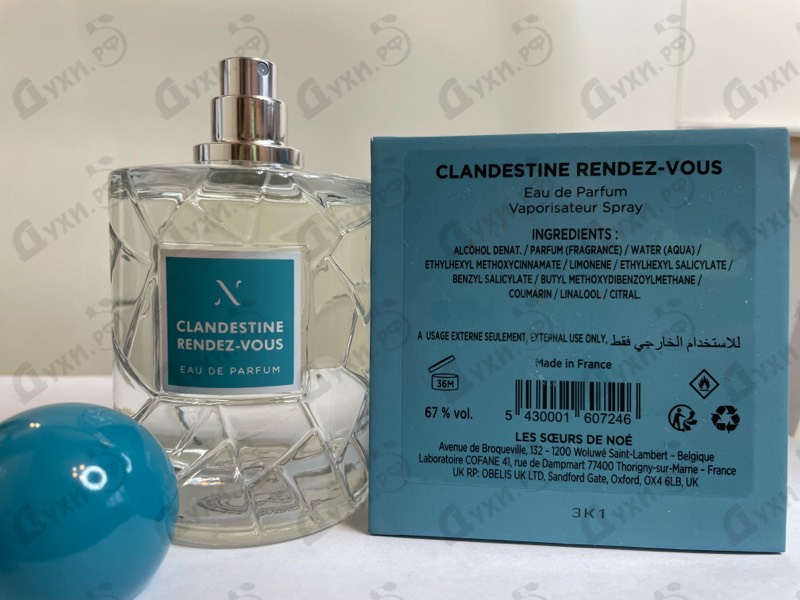 N
CLANDESTINE
RENDEZ-VOUS
EAU DE PARFUM
CLANDESTINE RENDEZ-VOUS
Eau de Parfum
Vaporisateur Spray
INGREDIENTS :
ALCOHOL DENAT. / PARFUM (FRAGRANCE) / WATER (AQUA) /
ETHYLHEXYL METHOXYCINNAMATE / LIMONENE / ETHYLHEXYL SALICYLATE /
BENZYL SALICYLATE / BUTYL METHOXYDIBENZOYLMETHANE /
COUMARIN / LINALOOL / CITRAL.
A USAGE EXTERNE SEULEMENT, EXTERNAL USE ONLY, للاستخدام الخارجي فقط
Made in France
36M
67 % vol.
5 430001 607246
LES SŒURS DE NOÉ
Avenue de Broqueville, 132 - 1200 Woluwé Saint-Lambert - Belgique
Laboratoire COFANE 41, rue de Dampmart 77400 Thorigny-sur-Marne - France
UK RP: OBELIS UK LTD, Sandford Gate, Oxford, OX4 6LB, UK
3K1
Духи.РФ